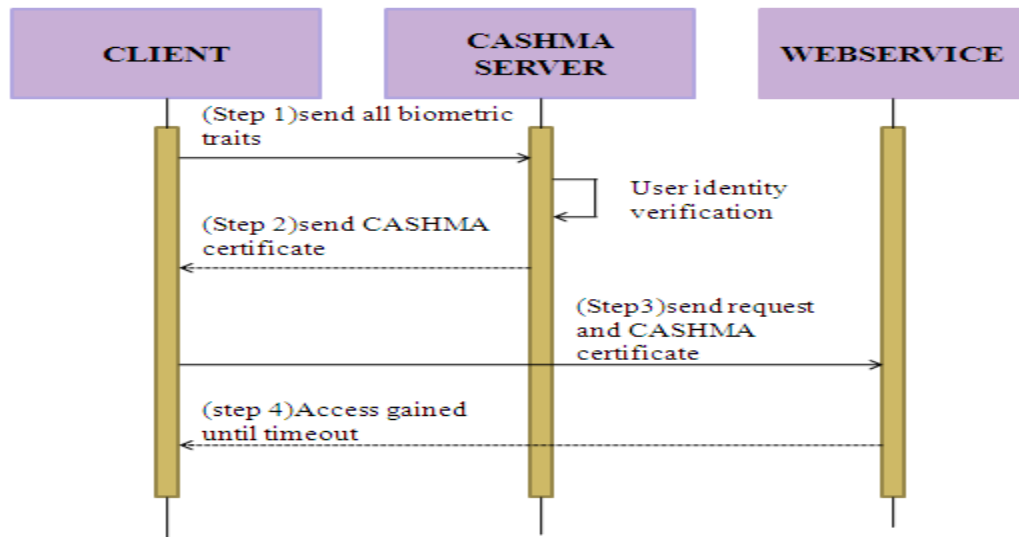 CLIENT
CASHMA
SERVER
WEBSERVICE
(Step 1)send all biometric
traits
User identity
verification
(Step 2)send CASHMA
certificate
(Step3)send request
and CASHMA
certificate
(step 4)Access gained
until timeout